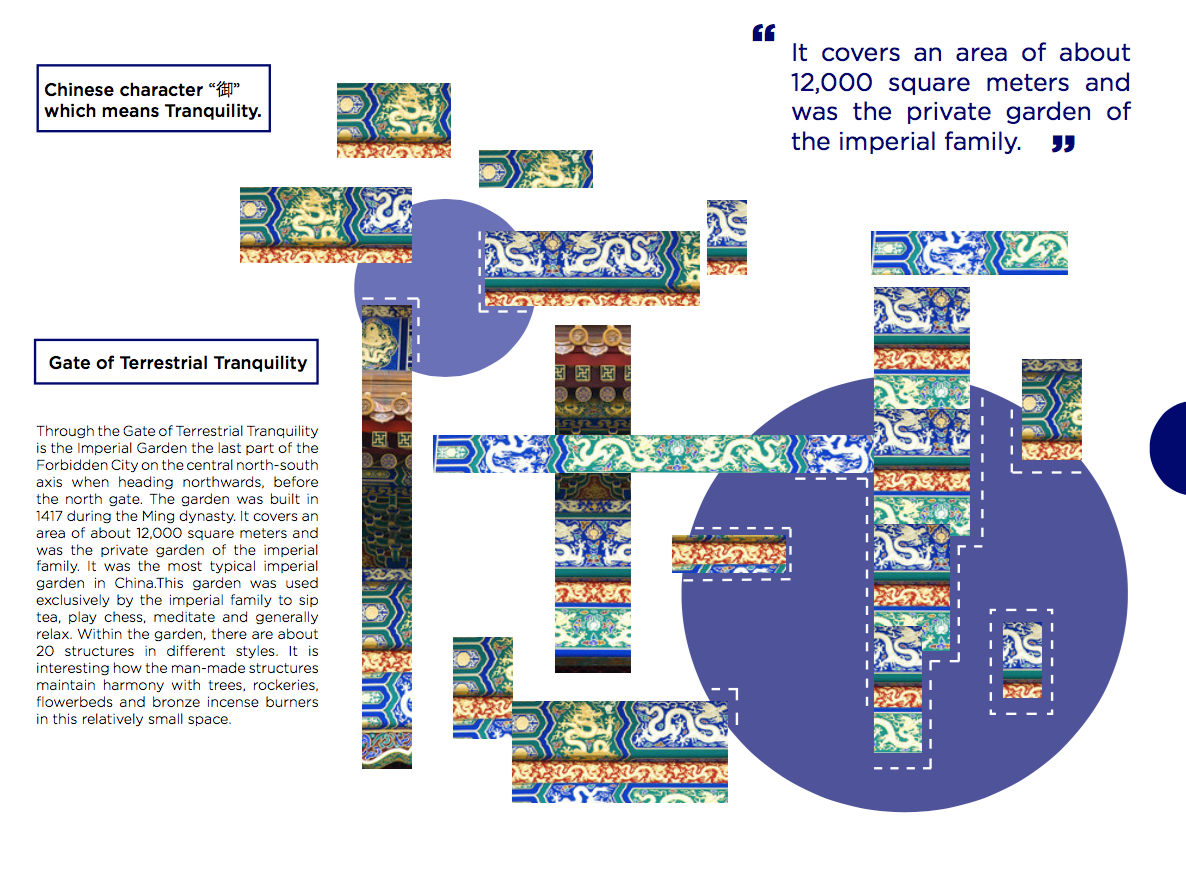 Chinese character “御”
which means Tranquility.
“
It covers an area of about
12,000 square meters and
was the private garden of
the imperial family. ”
Gate of Terrestrial Tranquility
Through the Gate of Terrestrial Tranquility
is the Imperial Garden the last part of the
Forbidden City on the central north-south
axis when heading northwards, before
the north gate. The garden was built in
1417 during the Ming dynasty. It covers an
area of about 12,000 square meters and
was the private garden of the imperial
family. It was the most typical imperial
garden in China.This garden was used
exclusively by the imperial family to sip
tea, play chess, meditate and generally
relax. Within the garden, there are about
20 structures in different styles. It is
interesting how the man-made structures
maintain harmony with trees, rockeries,
flowerbeds and bronze incense burners
in this relatively small space.